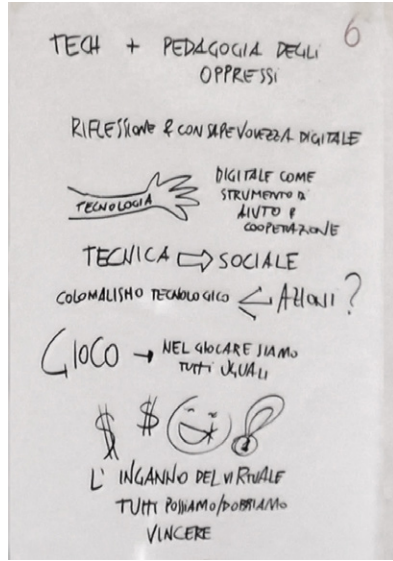 6
TECH + PEDAGOGIA DEGLI
OPPRESSI
RIFLESSIONE & CONSAPEVOLEZZA DIGITALE
TECNOLOGIA
DIGITALE COME
STRUMENTO DI
AIUTO E
COOPERAZIONE
TECNICA ⇨ SOCIALE
COLONIALISMO TECNOLOGICO < AZIONI?
GIOCO → NEL GIOCARE SIAMO
TUTTI UGUALI
$ $
L' INGANNO DEL VIRTUALE
TUTTI POSSIAMO/DOBBIAMO
VINCERE